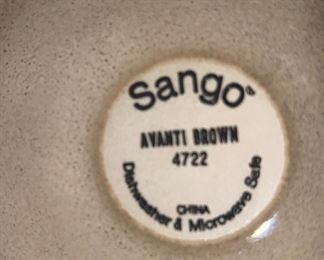 Sango®
AVANTI BROWN
4722
CHINA
Dishwasher & Microwave Safe